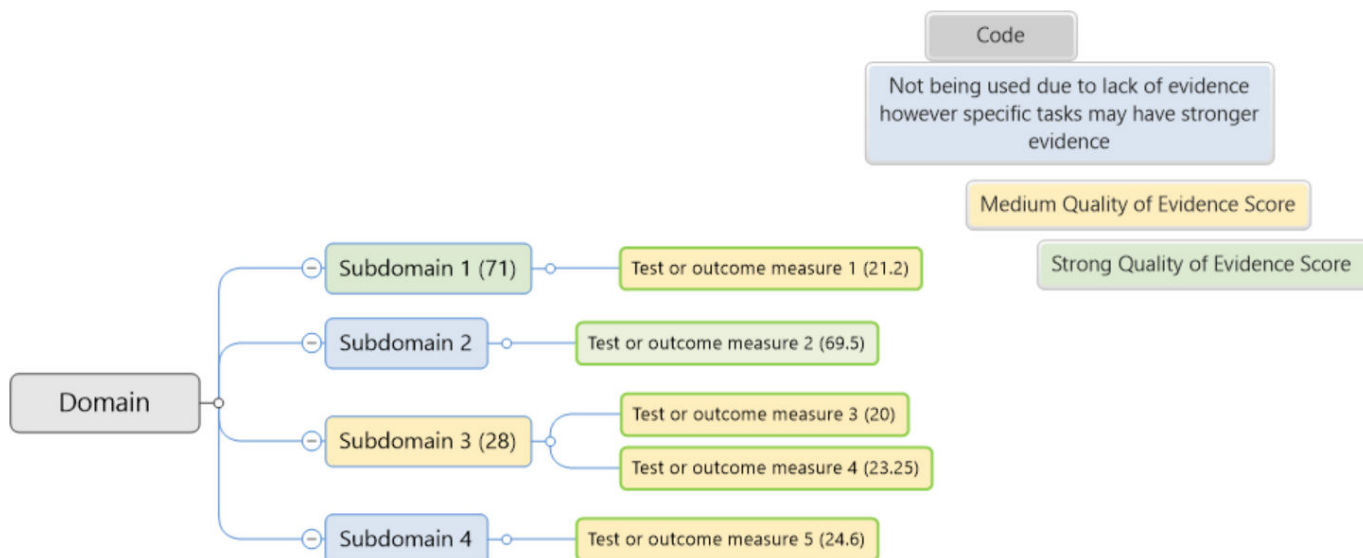 Code
Not being used due to lack of evidence
however specific tasks may have stronger
evidence
Medium Quality of Evidence Score
Strong Quality of Evidence Score
Domain
Subdomain 1 (71)
Test or outcome measure 1 (21.2)
Subdomain 2
Test or outcome measure 2 (69.5)
Subdomain 3 (28)
Test or outcome measure 3 (20)
Test or outcome measure 4 (23.25)
Subdomain 4
Test or outcome measure 5 (24.6)